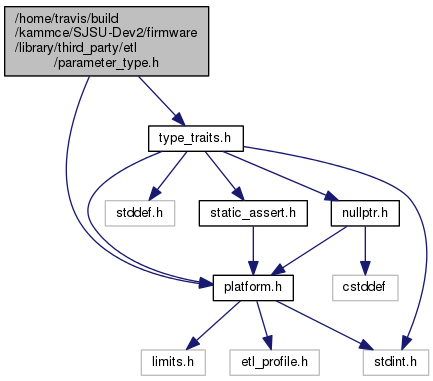 /home/travis/build
/kammce/SJSU-Dev2/firmware
/library/third_party/etl
/parameter_type.h
type_traits.h
stddef.h
static_assert.h
nullptr.h
platform.h
cstddef
limits.h
etl_profile.h
stdint.h